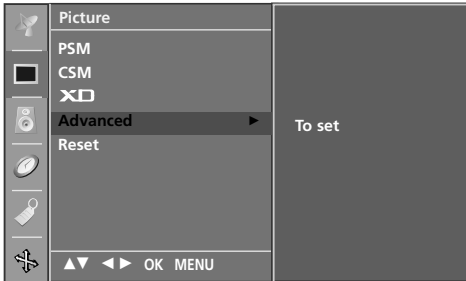 Picture
PSM
CSM
XD
Advanced ►
To set
Reset
▲▼ ◄► OK MENU